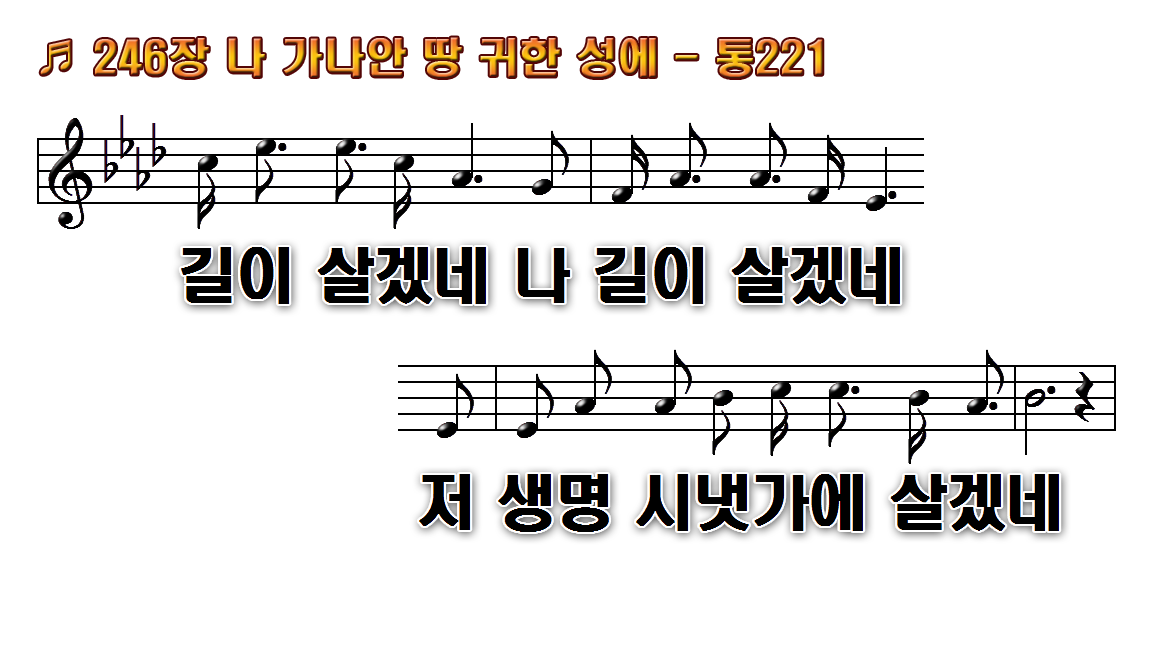 ♬ 246장 나 가나안 땅 귀한 성에 - 통221
길이 살겠네 나 길이 살겠네
저 생명 시냇가에 살겠네